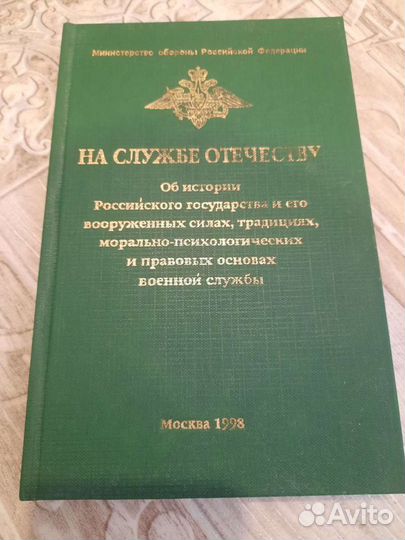 Министерство обороны Российской Федерации
НА СЛУЖБЕ ОТЕЧЕСТВУ
Об истории
Российского государства и его
вооруженных силах, традициях,
морально-психологических
и правовых основах
военной службы
Москва 1998
Avito